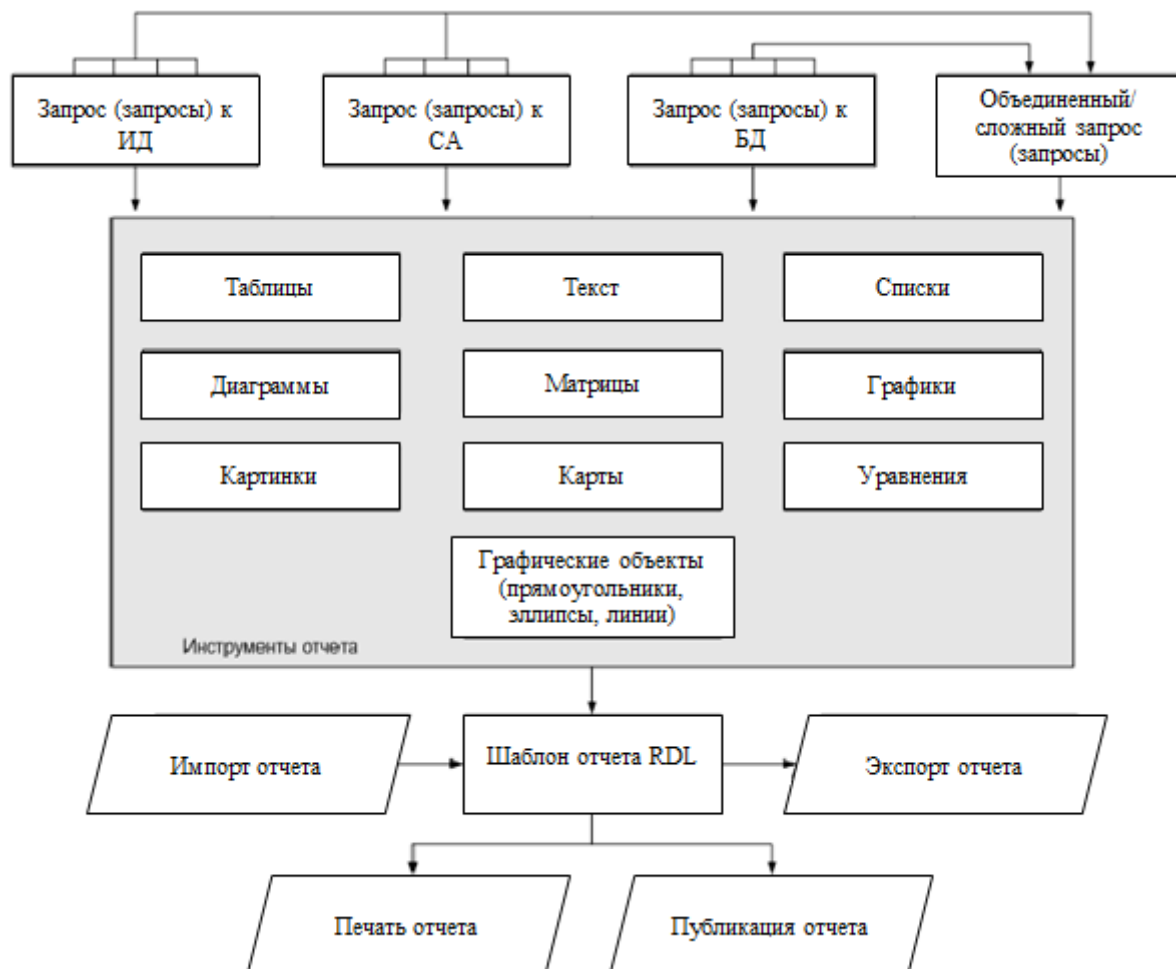 Запрос (запросы) к
ИД
Запрос (запросы) к
СА
Запрос (запросы) к
БД
Объединенный/
сложный запрос
(запросы)
Таблицы
Текст
Списки
Диаграммы
Матрицы
Графики
Картинки
Карты
Уравнения
Графические объекты
(прямоугольники,
эллипсы, линии)
Инструменты отчета
Импорт отчета
Шаблон отчета RDL
Экспорт отчета
Печать отчета
Публикация отчета